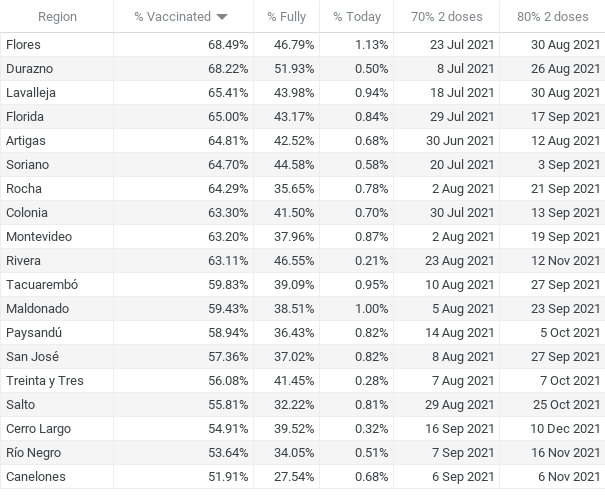 Region % Vaccinated % Fully % Today 70% 2 doses 80% 2 doses
Flores 68.49% 46.79% 1.13% 23 Jul 2021 30 Aug 2021
Durazno 68.22% 51.93% 0.50% 8 Jul 2021 26 Aug 2021
Lavalleja 65.41% 43.98% 0.94% 18 Jul 2021 30 Aug 2021
Florida 65.00% 43.17% 0.84% 29 Jul 2021 17 Sep 2021
Artigas 64.81% 42.52% 0.68% 30 Jun 2021 12 Aug 2021
Soriano 64.70% 44.58% 0.58% 20 Jul 2021 3 Sep 2021
Rocha 64.29% 35.65% 0.78% 2 Aug 2021 21 Sep 2021
Colonia 63.30% 41.50% 0.70% 30 Jul 2021 13 Sep 2021
Montevideo 63.20% 37.96% 0.87% 2 Aug 2021 19 Sep 2021
Rivera 63.11% 46.55% 0.21% 23 Aug 2021 12 Nov 2021
Tacuarembó 59.83% 39.09% 0.95% 10 Aug 2021 27 Sep 2021
Maldonado 59.43% 38.51% 1.00% 5 Aug 2021 23 Sep 2021
Paysandú 58.94% 36.43% 0.82% 14 Aug 2021 5 Oct 2021
San José 57.36% 37.02% 0.82% 8 Aug 2021 27 Sep 2021
Treinta y Tres 56.08% 41.45% 0.28% 7 Aug 2021 7 Oct 2021
Salto 55.81% 32.22% 0.81% 29 Aug 2021 25 Oct 2021
Cerro Largo 54.91% 39.52% 0.32% 16 Sep 2021 10 Dec 2021
Río Negro 53.64% 34.05% 0.51% 7 Sep 2021 16 Nov 2021
Canelones 51.91% 27.54% 0.68% 6 Sep 2021 6 Nov 2021